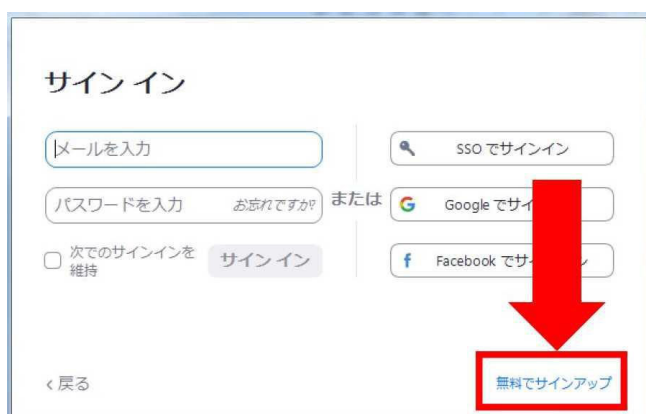 サイン イン
メールを入力
パスワードを入力 お忘れですか?
次でのサインインを
維持
サイン イン
または
SSO でサインイン
Google でサイ
Facebook でサ イン
< 戻る
無料でサインアップ